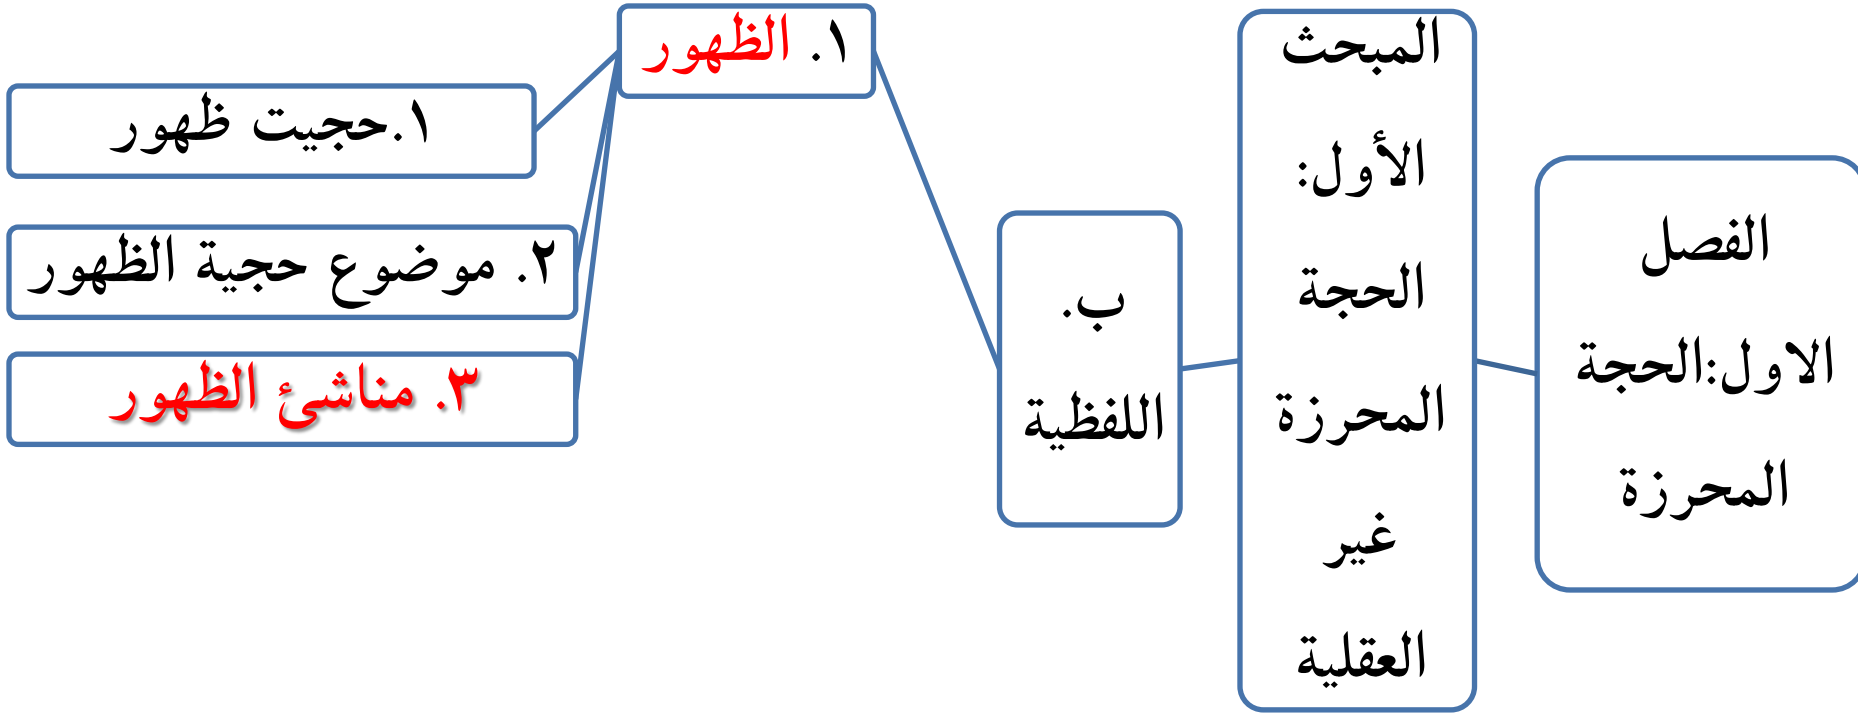 الفصل
الاول:الحجة
المحرزة
المبحث
الأول:
الحجة
المحرزة
غير
العقلية
ب.
اللفظية
١. الظهور
١.حجيت ظهور
٢. موضوع حجية الظهور
٣. مناشئ الظهور